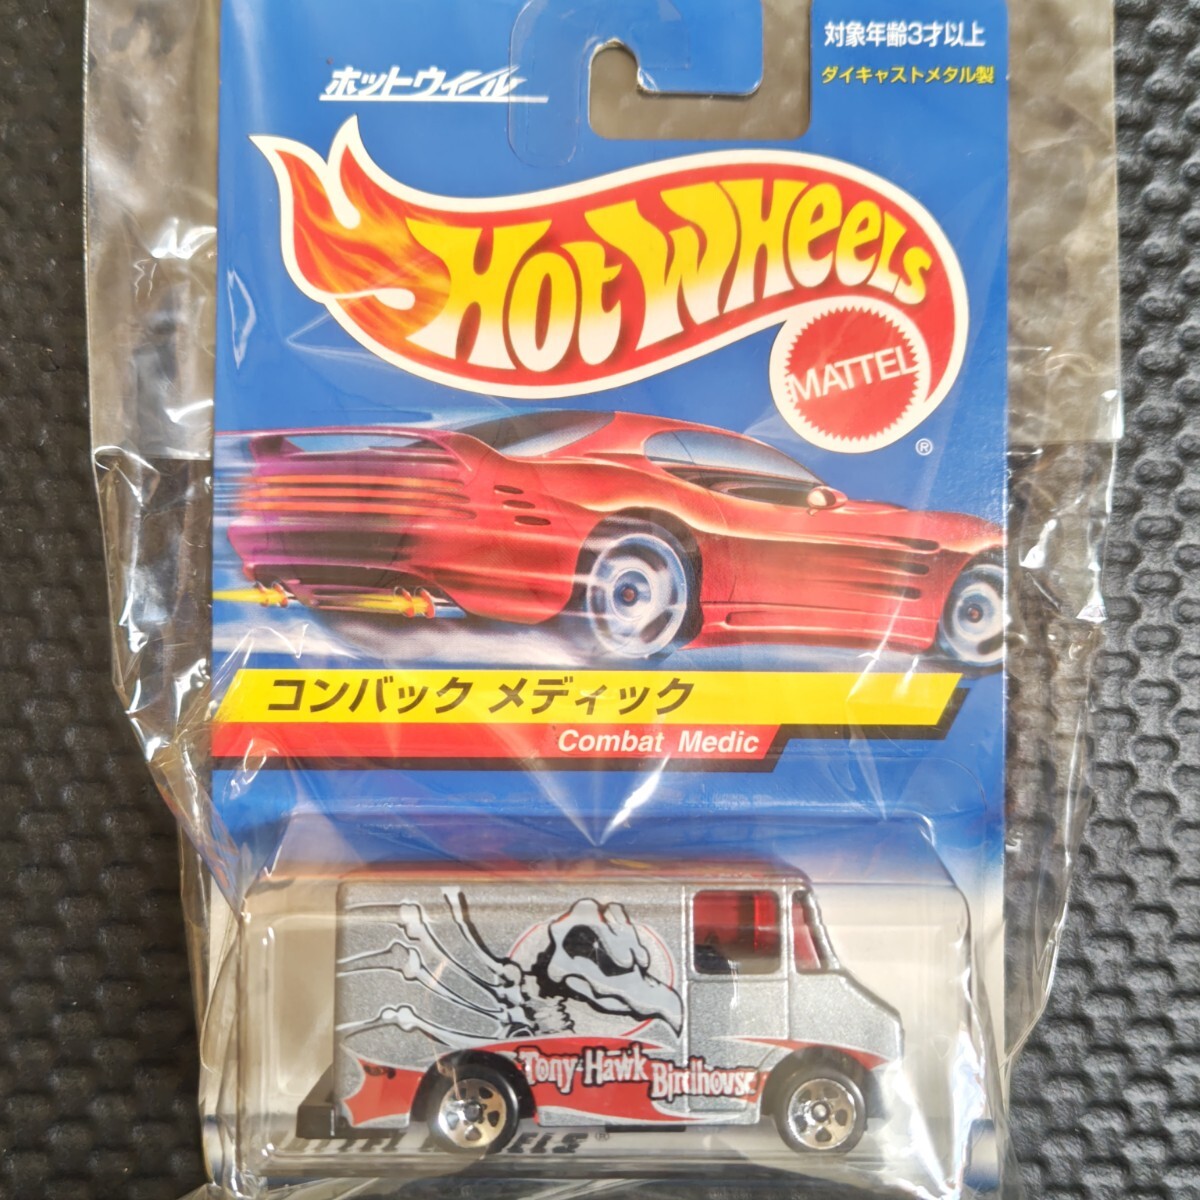 対象年齢3才以上
ダイキャストメタル製
ホットウィール
HOT WHEELS
MATTEL
®
コンバック メディック
Combat Medic
Tony Hawk Birdhouse
WHEELS®